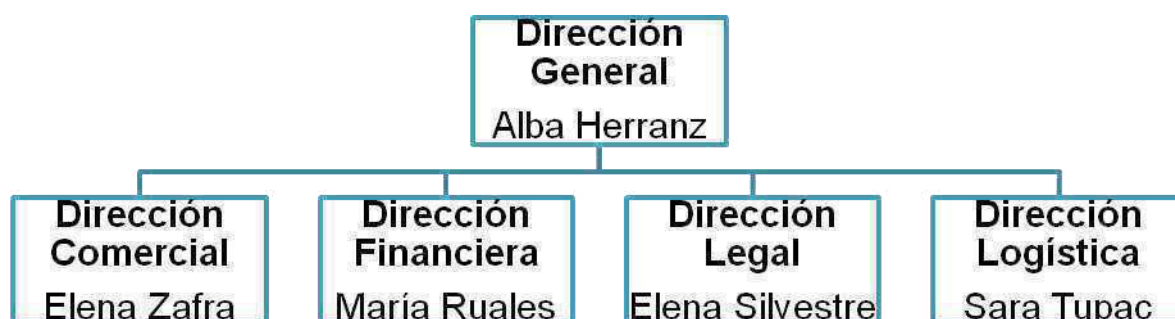 Dirección
General
Alba Herranz
Dirección
Comercial
Elena Zafra
Dirección
Financiera
María Ruales
Dirección
Legal
Elena Silvestre
Dirección
Logística
Sara Tupac